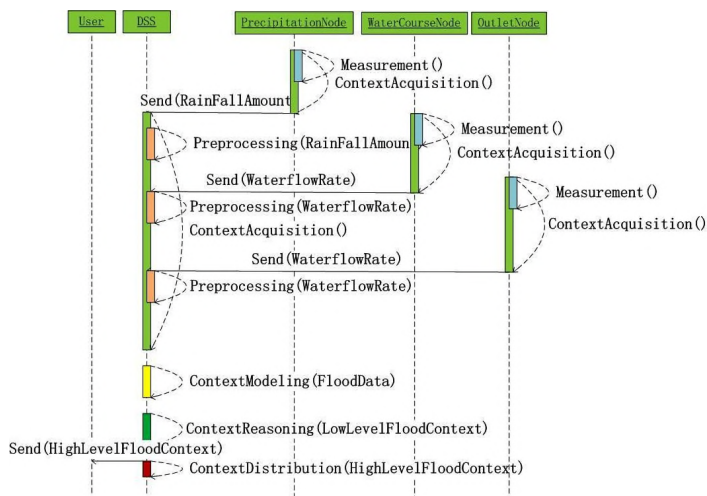 User DSS PrecipitationNode WaterCourseNode OutletNode
Measurement()
ContextAcquisition()
Send(RainFallAmount
Measurement()
Preprocessing(RainFallAmoun
ContextAcquisition()
Send(WaterflowRate)
Measurement()
Preprocessing(WaterflowRate)
ContextAcquisition()
ContextAcquisition()
Send(WaterflowRate)
Preprocessing(WaterflowRate)
ContextModeling(FloodData)
ContextReasoning(LowLevelFloodContext)
Send(HighLevelFloodContext)
ContextDistribution(HighLevelFloodContext)